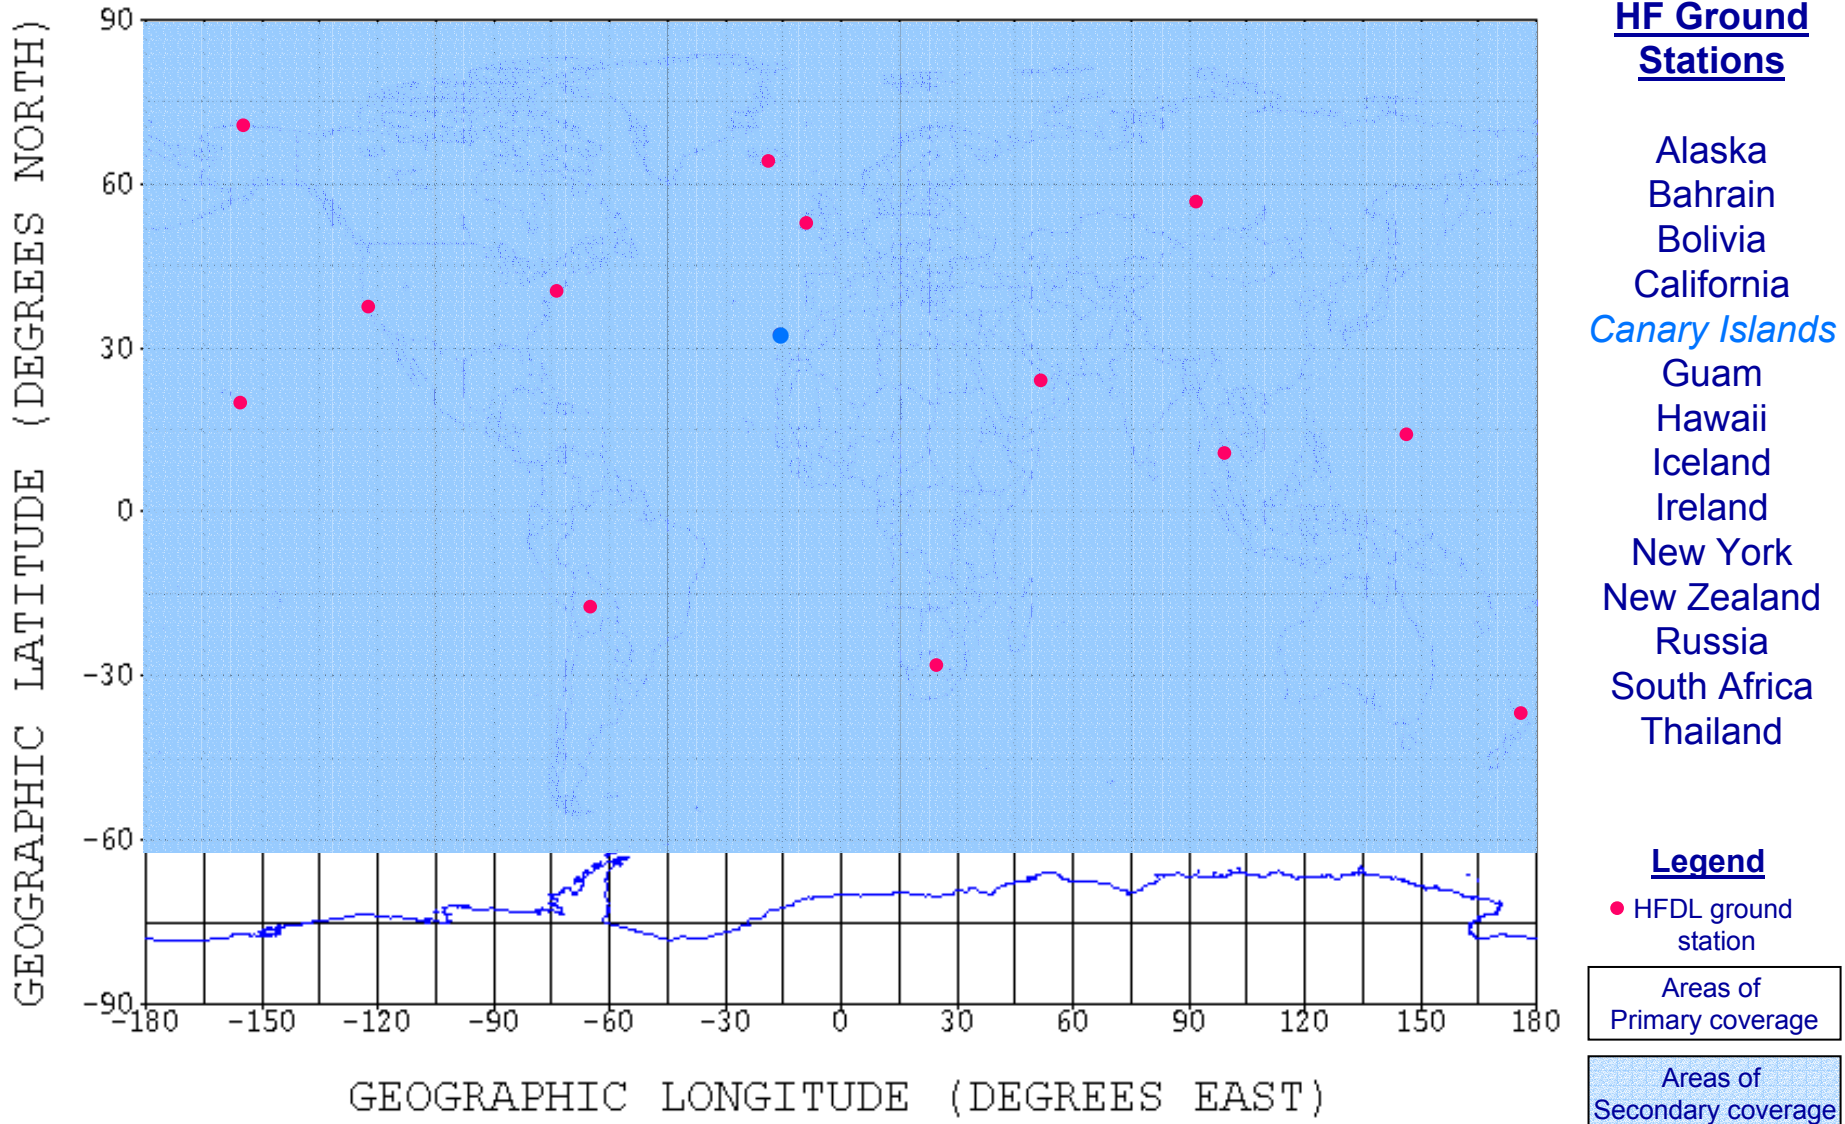 GEOGRAPHIC LATITUDE (DEGREES NORTH)
90
60
30
0
-30
-60
-90
-180 -150 -120 -90 -60 -30 0 30 60 90 120 150 180
GEOGRAPHIC LONGITUDE (DEGREES EAST)
HF Ground
Stations
Alaska
Bahrain
Bolivia
California
Canary Islands
Guam
Hawaii
Iceland
Ireland
New York
New Zealand
Russia
South Africa
Thailand
Legend
HFDL ground
station
Areas of
Primary coverage
Areas of
Secondary coverage